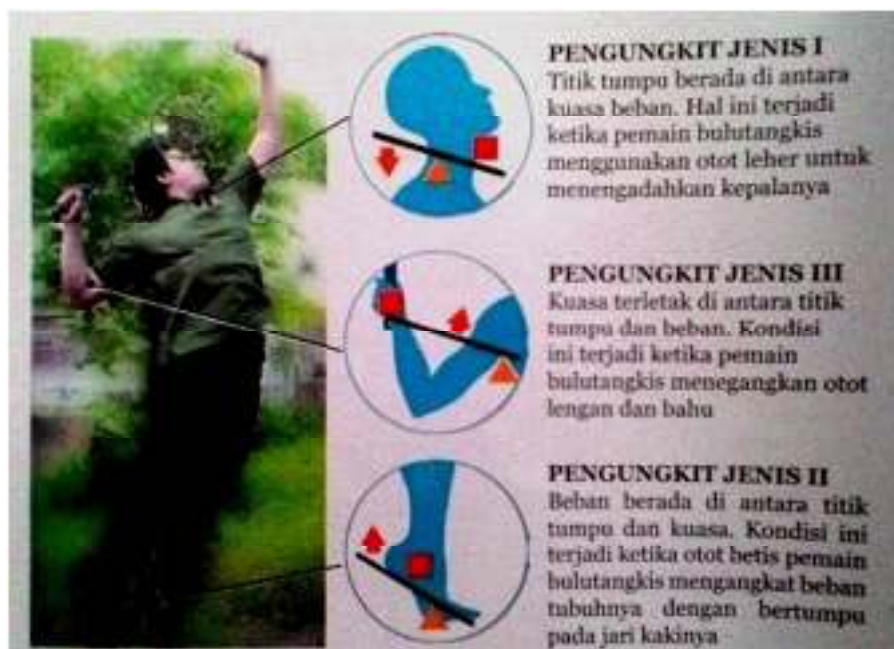 PENGUNGKIT JENIS I
Titik tumpu berada di antara
kuasa beban. Hal ini terjadi
ketika pemain bulutangkis
menggunakan otot leher untuk
menengadahkan kepalanya
PENGUNGKIT JENIS III
Kuasa terletak di antara titik
tumpu dan beban. Kondisi
ini terjadi ketika pemain
bulutangkis menegangkan otot
lengan dan bahu
PENGUNGKIT JENIS II
Beban berada di antara titik
tumpu dan kuasa. Kondisi ini
terjadi ketika otot betis pemain
bulutangkis mengangkat beban
tubuhnya dengan bertumpu
pada jari kakinya